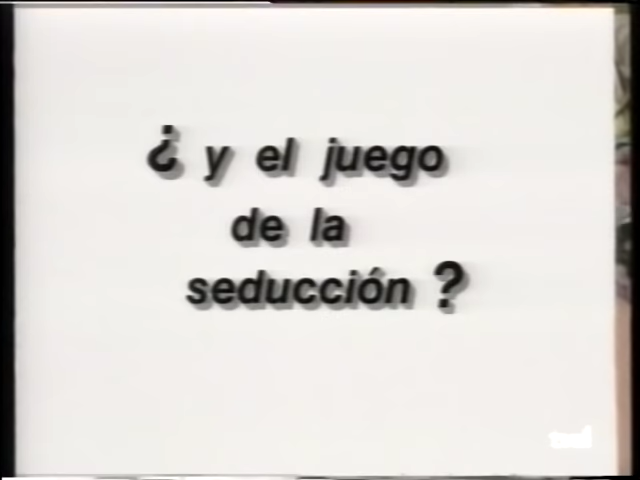 ¿ y el juego
de la
seducción ?